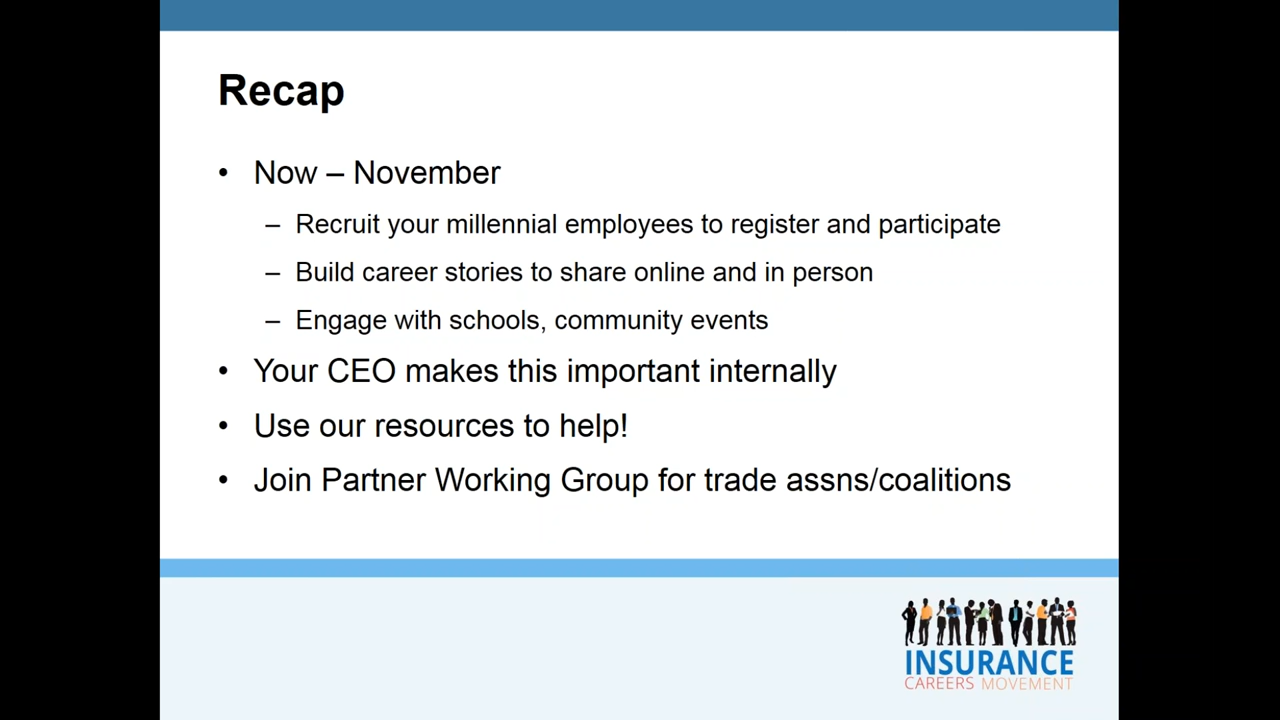 Recap
• Now – November
– Recruit your millennial employees to register and participate
– Build career stories to share online and in person
– Engage with schools, community events
• Your CEO makes this important internally
• Use our resources to help!
• Join Partner Working Group for trade assns/coalitions
INSURANCE
CAREERS MOVEMENT